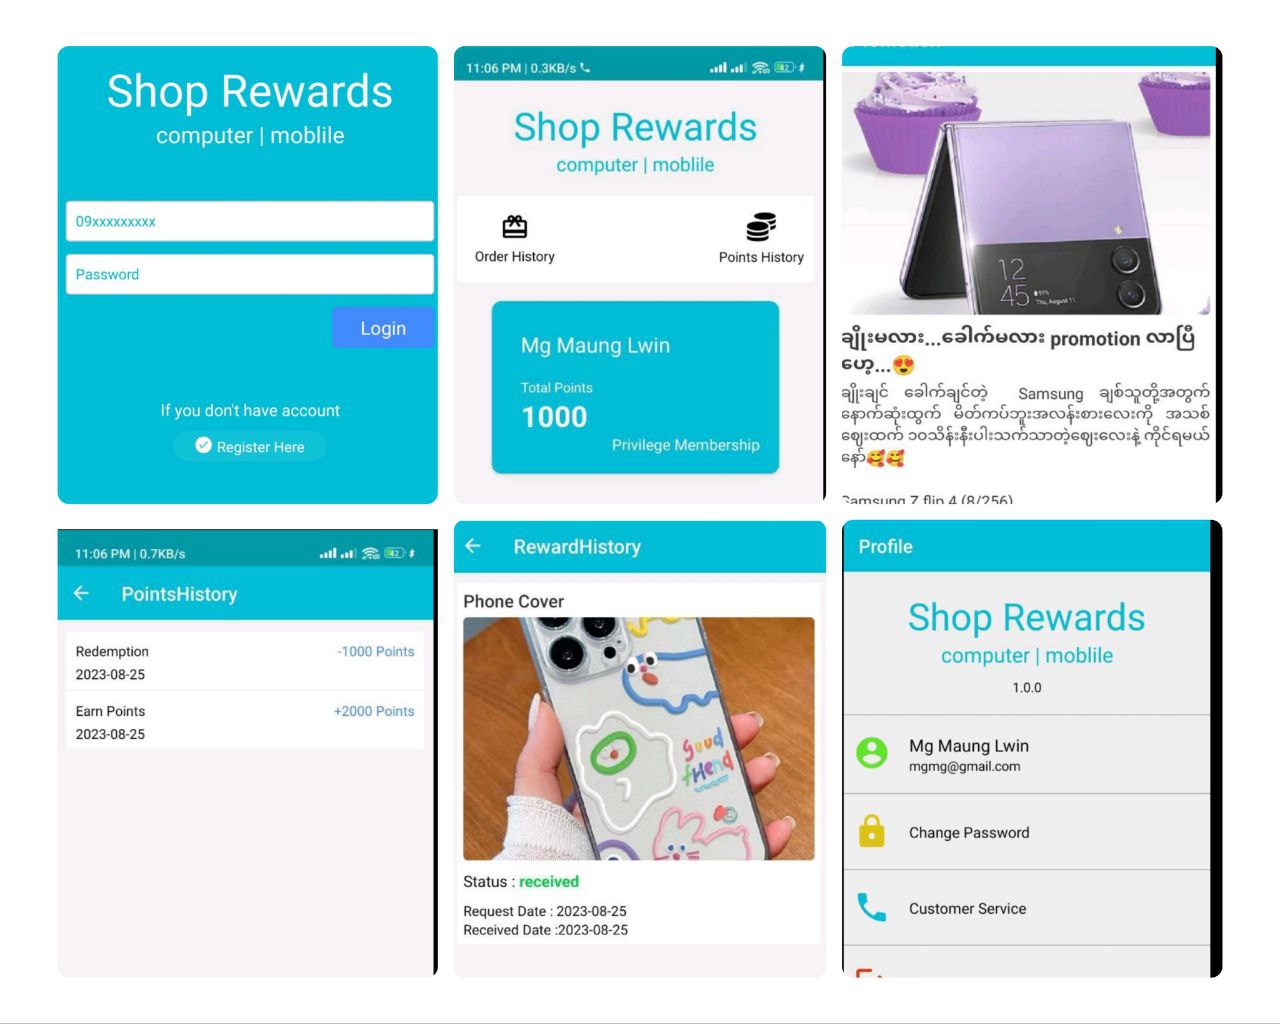 Shop Rewards
computer | moblile
09xxxxxxxxx
Password
Login
If you don't have account
Register Here
11:06 PM | 0.3KB/s
42
Shop Rewards
computer | moblile
Order History
Points History
Mg Maung Lwin
Total Points
1000
Privilege Membership
12
45
97%
Thu, August 11
ချိုးမလား...ခေါက်မလား promotion လာပြီ
ဟေ့...😍
ချိုးချင် ခေါက်ချင်တဲ့ Samsung ချစ်သူတို့အတွက်
နောက်ဆုံးထွက် မိတ်ကပ်ဘူးအလန်းစားလေးကို အသစ်
ဈေးထက် ၁၀သိန်းနီးပါးသက်သာတဲ့ဈေးလေးနဲ့ ကိုင်ရမယ်
နော်🥰🥰
Samsung Z flip 4 (8/256)
11:06 PM | 0.7KB/s
42
PointsHistory
Redemption
-1000 Points
2023-08-25
Earn Points
+2000 Points
2023-08-25
RewardHistory
Phone Cover
guud
friend
Status : received
Request Date : 2023-08-25
Received Date :2023-08-25
Profile
Shop Rewards
computer | moblile
1.0.0
Mg Maung Lwin
mgmg@gmail.com
Change Password
Customer Service